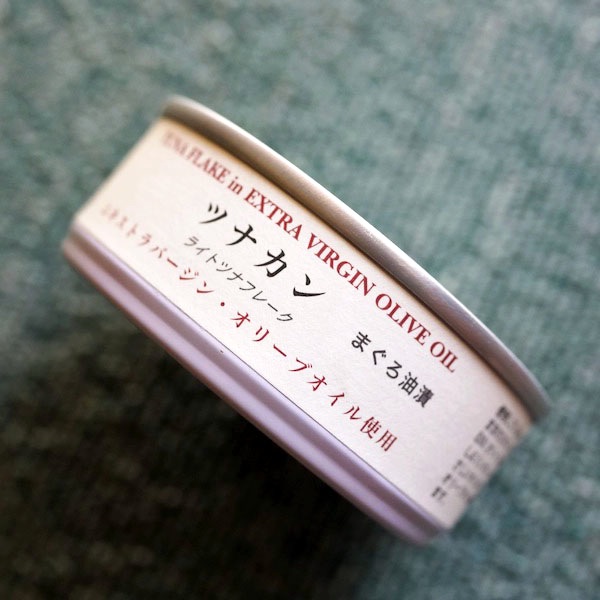 TUNA FLAKE in EXTRA VIRGIN OLIVE OIL
ツナカン
ライトツナフレーク
まぐろ油漬
エキストラバージン・オリーブオイル使用